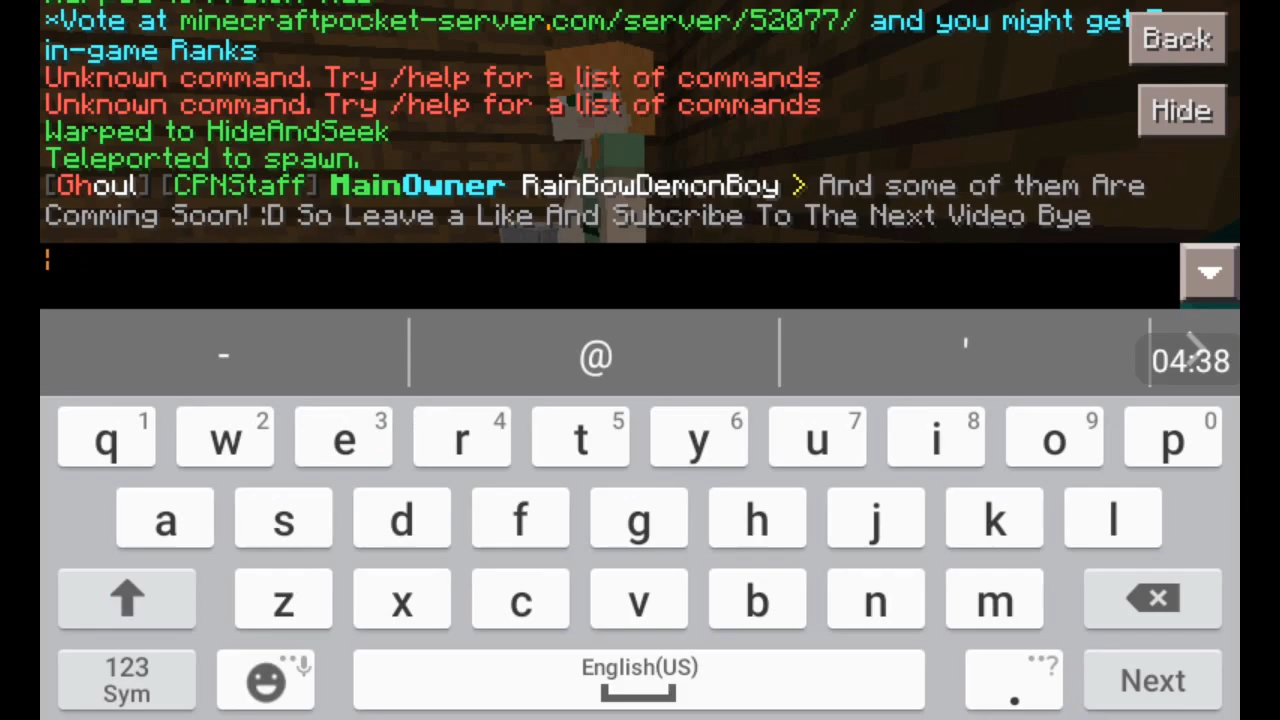 ×Vote at minecraftpocket-server.com/server/52077/ and you might get
in-game Ranks
Unknown command. Try /help for a list of commands
Unknown command. Try /help for a list of commands
Warped to HideAndSeek
Teleported to spawn.
[Ghoul] [CPNStaff] MainOwner RainBowDemonBoy > And some of them Are
Comming Soon! :D So Leave a Like And Subcribe To The Next Video Bye
Back
Hide
- @ '
04:38
q 1 w 2 e 3 r 4 t 5 y 6 u 7 i 8 o 9 p 0
a s d f g h j k l
z x c v b n m
123
Sym
English(US)
. ?
Next